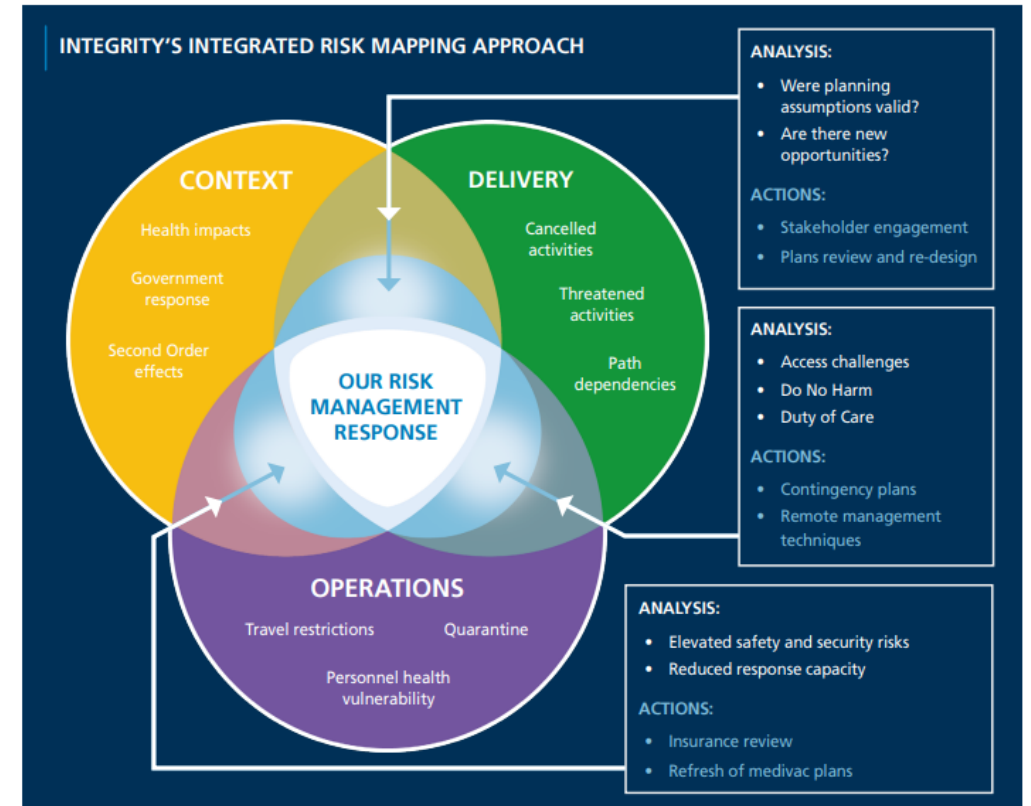 INTEGRITY'S INTEGRATED RISK MAPPING APPROACH
CONTEXT
Health impacts
Government
response
Second Order
effects
DELIVERY
Cancelled
activities
Threatened
activities
Path
dependencies
OUR RISK
MANAGEMENT
RESPONSE
OPERATIONS
Travel restrictions
Quarantine
Personnel health
vulnerability
ANALYSIS:
• Were planning
assumptions valid?
• Are there new
opportunities?
ACTIONS:
• Stakeholder engagement
• Plans review and re-design
ANALYSIS:
• Access challenges
• Do No Harm
• Duty of Care
ACTIONS:
• Contingency plans
• Remote management
techniques
ANALYSIS:
• Elevated safety and security risks
• Reduced response capacity
ACTIONS:
• Insurance review
• Refresh of medivac plans